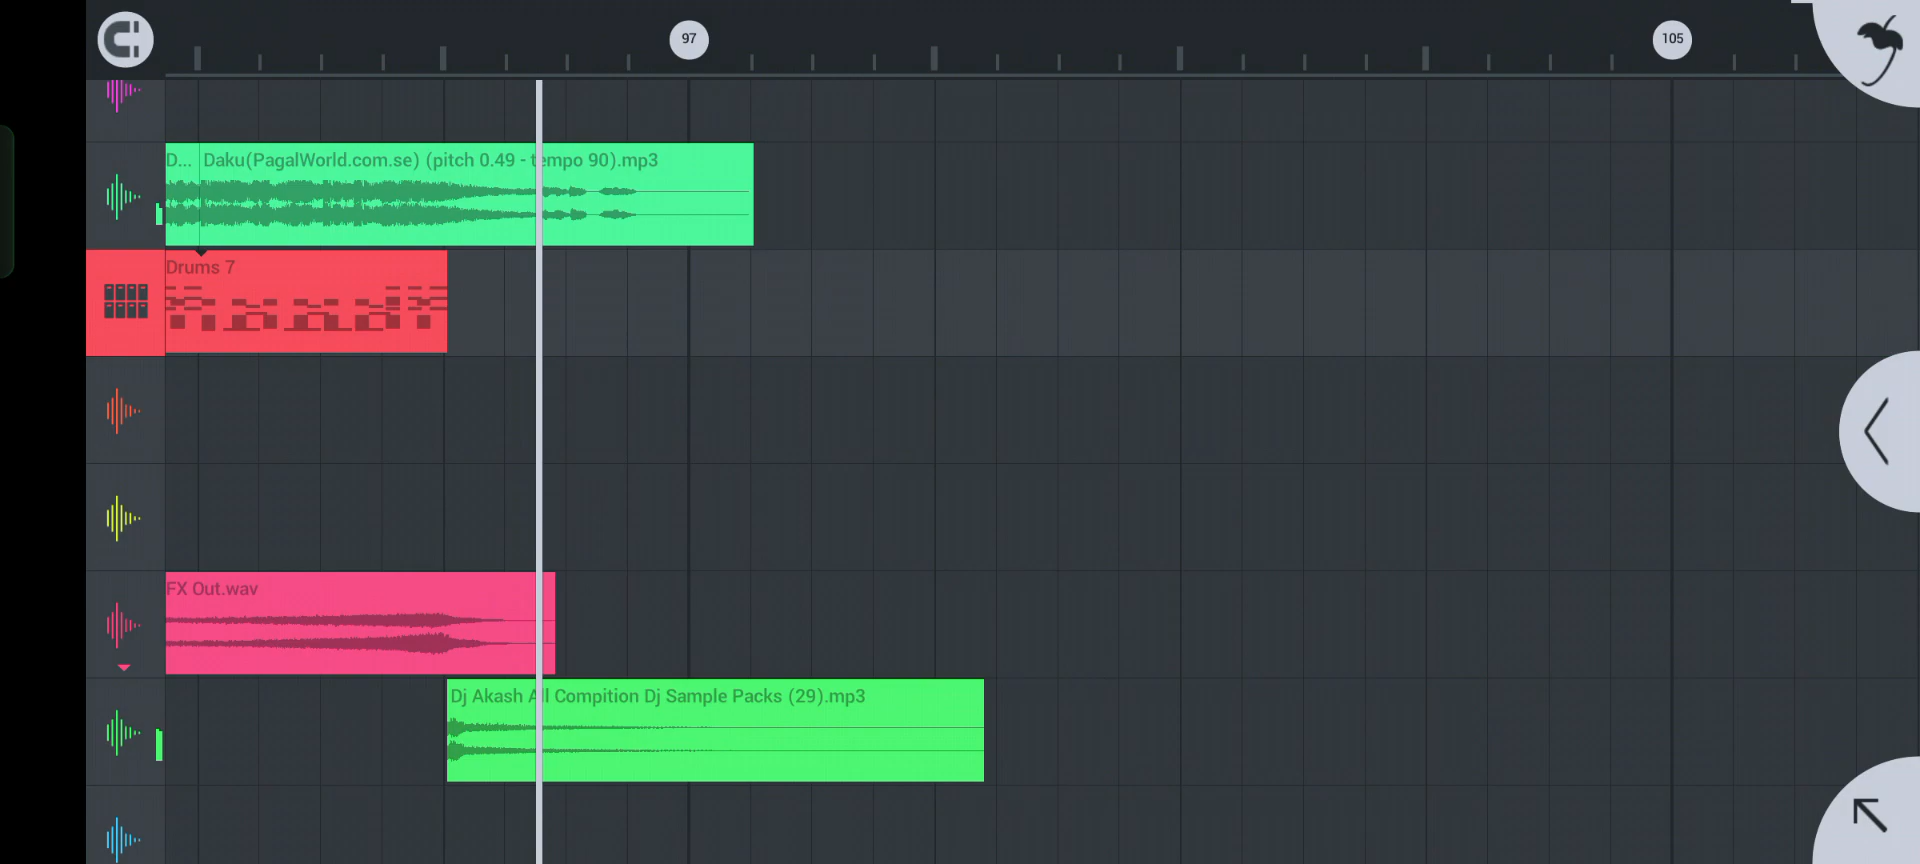 97
105
D... Daku(PagalWorld.com.se) (pitch 0.49 - tempo 90).mp3
Drums 7
FX Out.wav
Dj Akash All Compition Dj Sample Packs (29).mp3